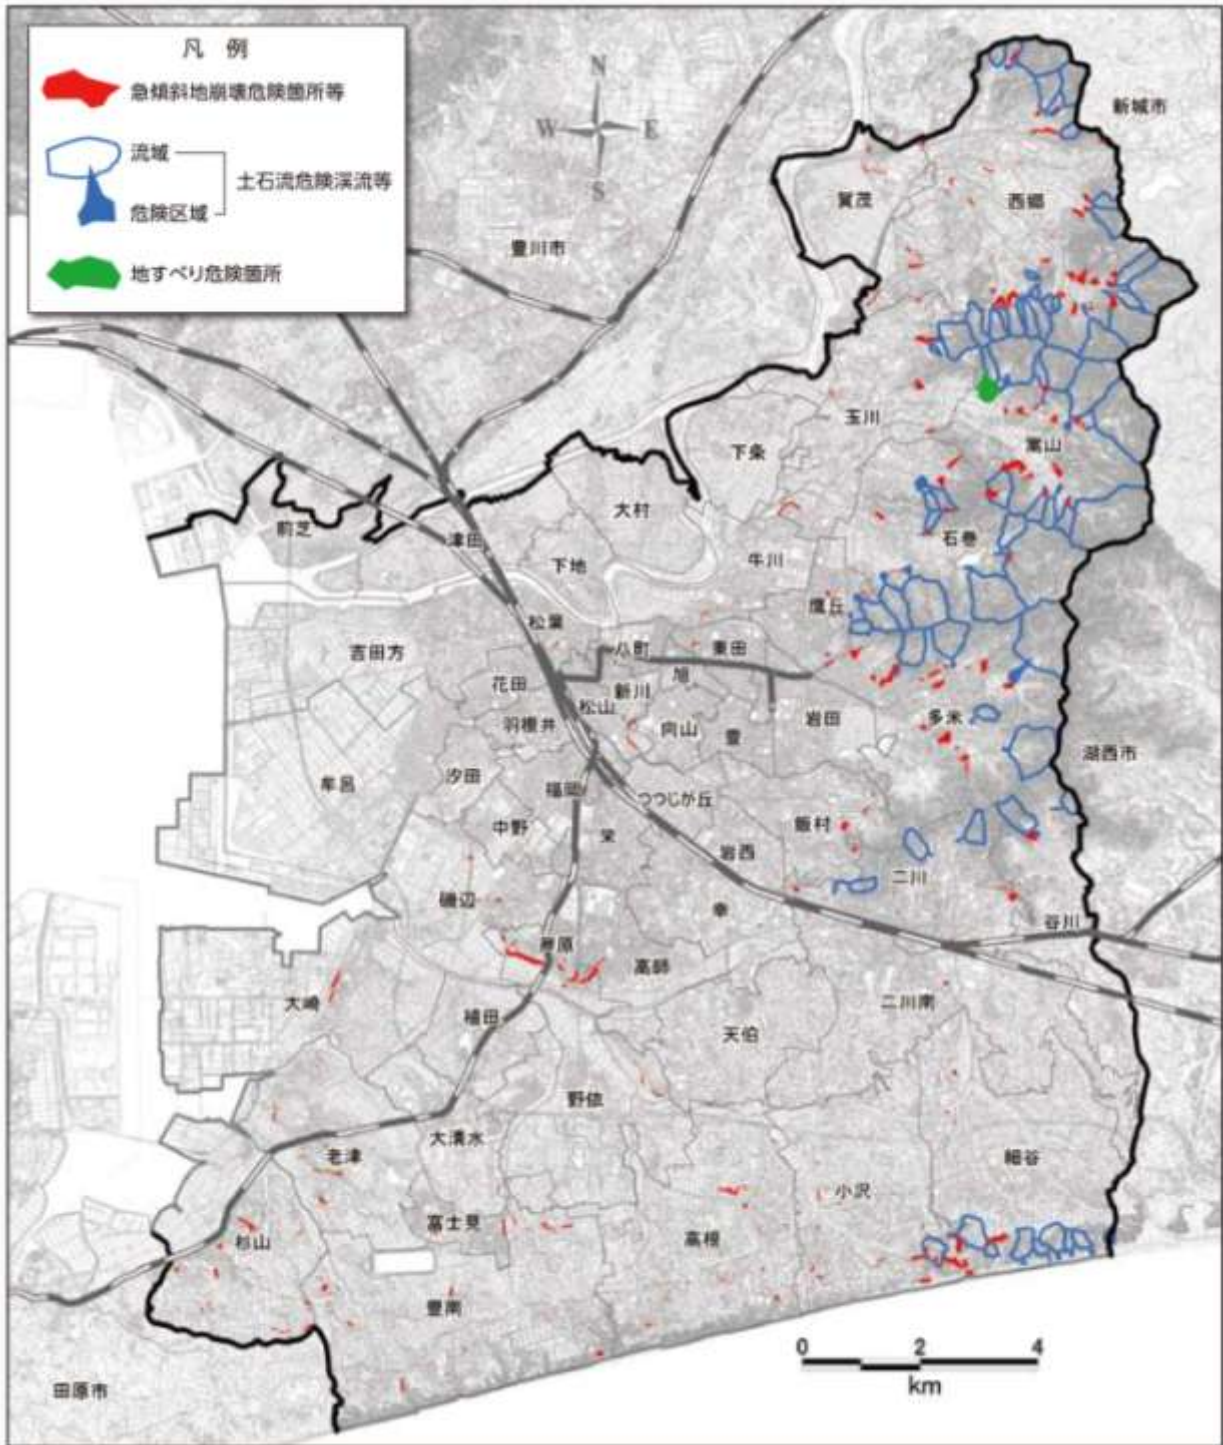 凡 例
急傾斜地崩壊危険箇所等
流域
土石流危険渓流等
危険区域
地すべり危険箇所
N
W E
S
新城市
賀茂
西郷
豊川市
玉川
嵩山
下条
大村
前芝
津田
石巻
下地
牛川
鷹丘
松葉
吉田方
八町
東田
花田
新川
旭
松山
羽根井
向山
豊
岩田
多米
湖西市
汐田
牟呂
福岡
つつじが丘
中野
栄
飯村
岩西
二川
磯辺
幸
谷川
藤原
高師
大崎
植田
二川南
天伯
野依
大清水
老津
細谷
小沢
富士見
杉山
高根
豊南
田原市
0 2 4
km